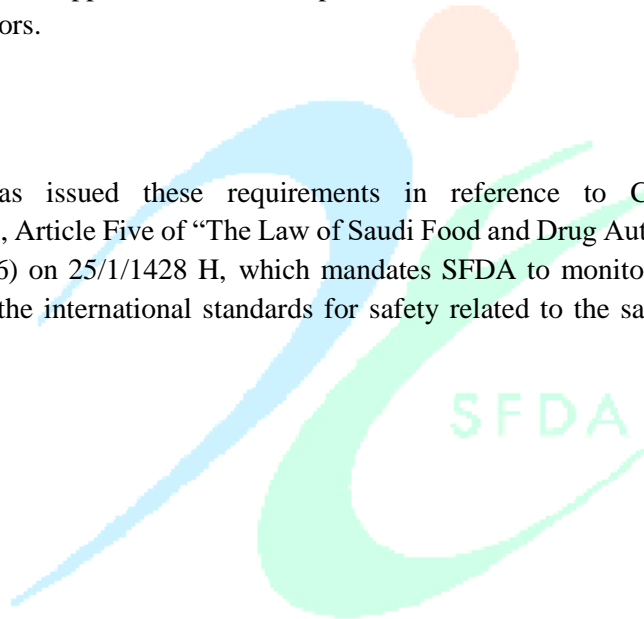 ors.
as issued these requirements in reference to C
, Article Five of “The Law of Saudi Food and Drug Aut
6) on 25/1/1428 H, which mandates SFDA to monito
the international standards for safety related to the sa
SFDA